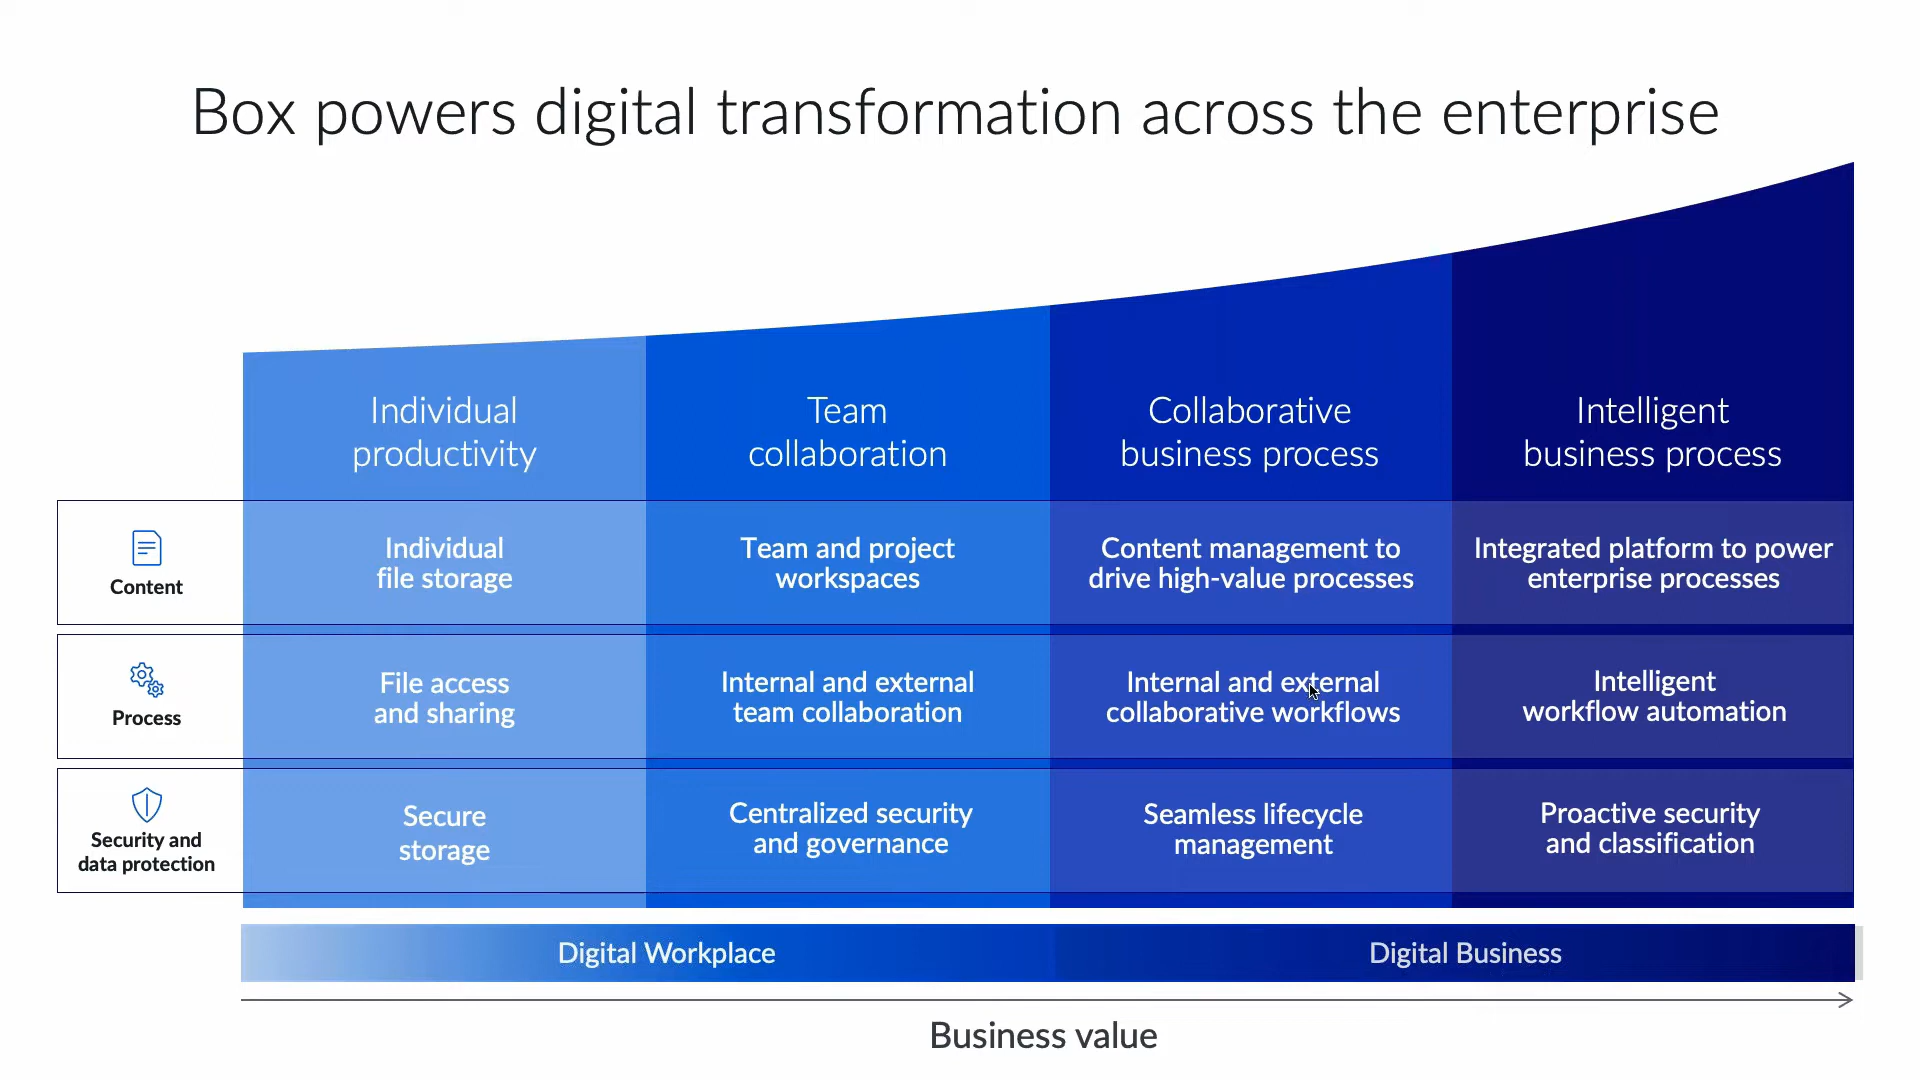 Box powers digital transformation across the enterprise
Individual
productivity
Team
collaboration
Collaborative
business process
Intelligent
business process
Content
Individual
file storage
Team and project
workspaces
Content management to
drive high-value processes
Integrated platform to power
enterprise processes
Process
File access
and sharing
Internal and external
team collaboration
Internal and external
collaborative workflows
Intelligent
workflow automation
Security and
data protection
Secure
storage
Centralized security
and governance
Seamless lifecycle
management
Proactive security
and classification
Digital Workplace
Digital Business
Business value